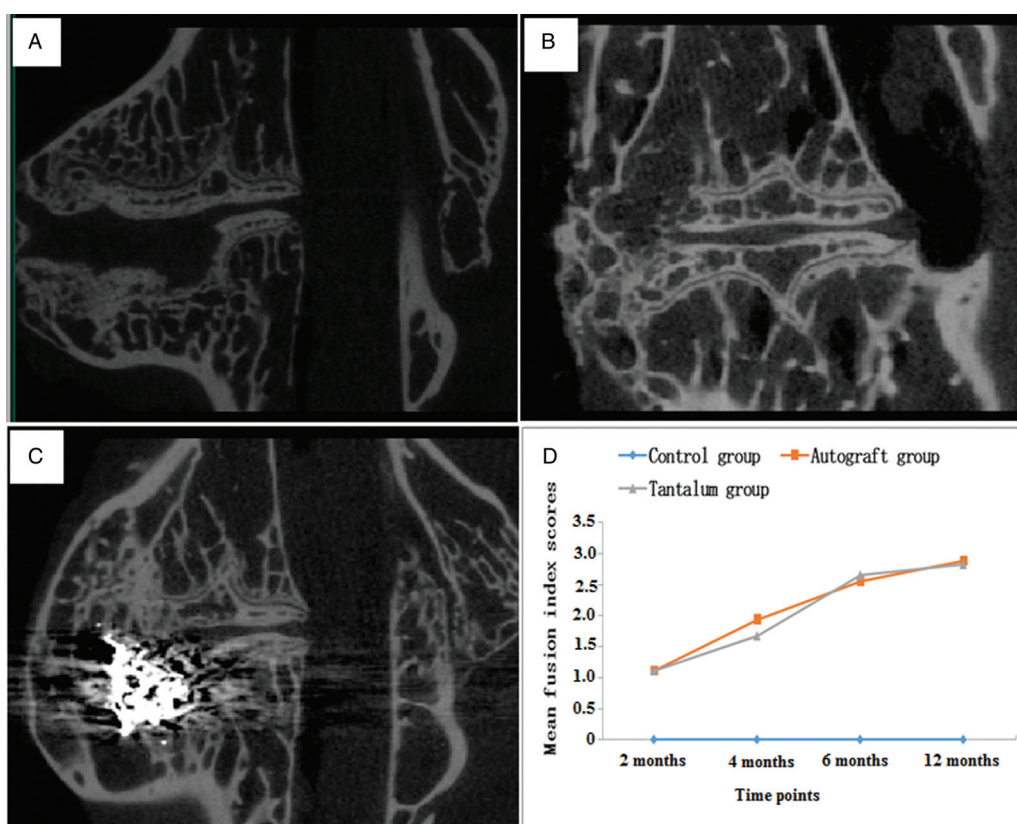 A
B
C
D
Control group
Autograft group
Tantalum group
Mean fusion index scores
3.5
3.0
2.5
2.0
1.5
1.0
0.5
0
2 months
4 months
6 months
12 months
Time points